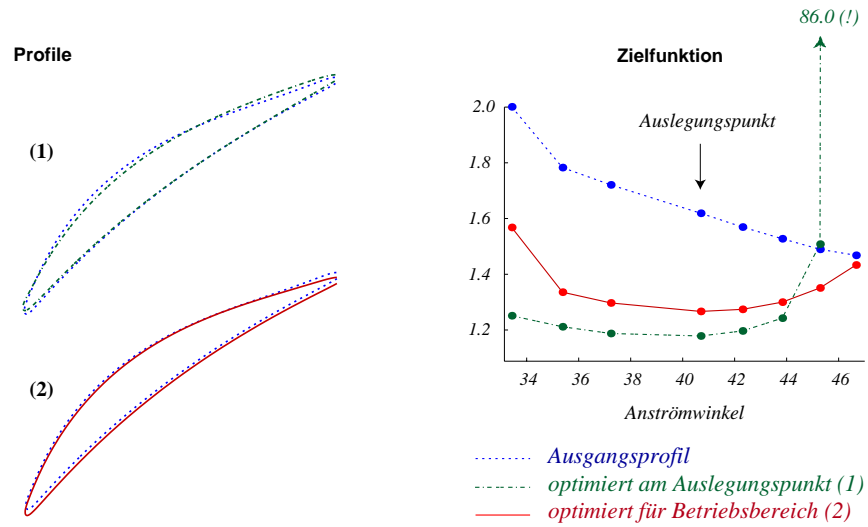 86.0 (!)
Profile
Zielfunktion
(1)
(2)
Auslegungspunkt
2.0
1.8
1.6
1.4
1.2
34 36 38 40 42 44 46
Anströmwinkel
Ausgangsprofil
optimiert am Auslegungspunkt (1)
optimiert für Betriebsbereich (2)